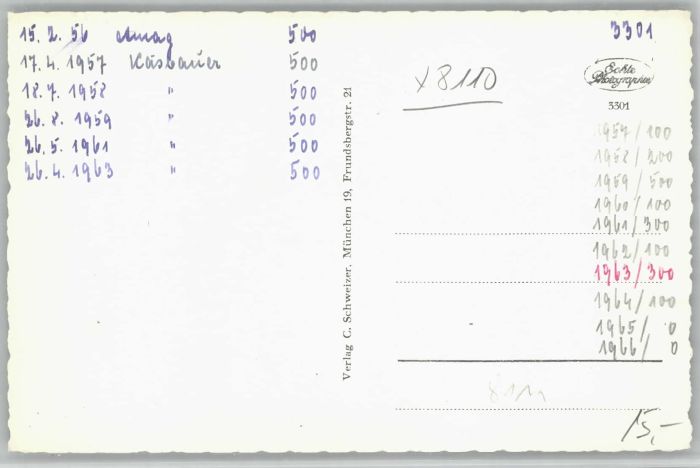 15. 2. 56 500
17. 4. 1957 Käsbauer 500
18. 7. 1958 " 500
26. 8. 1959 " 500
26. 5. 1961 " 500
26. 4. 1963 " 500
Verlag C. Schweizer, München 19, Frundsbergstr. 21
x 8110
3301
Echte Photographie
3301
1957/100
1958/200
1959/500
1960/100
1961/300
1962/100
1963/300
1964/100
1965/ 0
1966/ 0
15,-